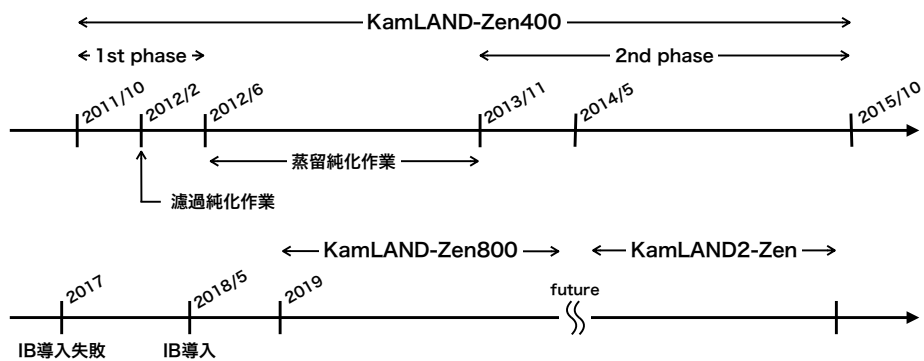 KamLAND-Zen400
1st phase
2nd phase
2011/10
2012/2
2012/6
2013/11
2014/5
2015/10
蒸留純化作業
濾過純化作業
KamLAND-Zen800
KamLAND2-Zen
2017
2018/5
2019
future
IB導入失敗
IB導入